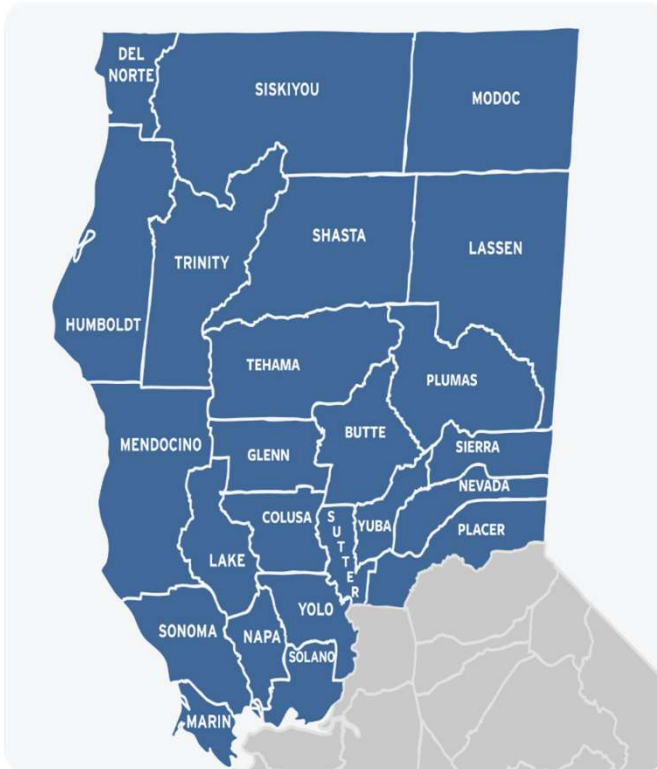 DEL
NORTE
SISKIYOU
MODOC
SHASTA
LASSEN
TRINITY
HUMBOLDT
TEHAMA
PLUMAS
MENDOCINO
GLENN
BUTTE
SIERRA
NEVADA
COLUSA
SUTTER
YUBA
PLACER
LAKE
YOLO
SONOMA
NAPA
SOLANO
MARIN